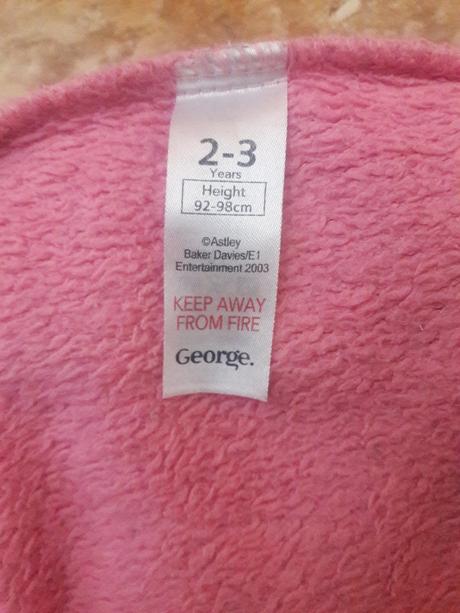 2-3
Years
Height
92-98cm
©Astley
Baker Davies/E1
Entertainment 2003
KEEP AWAY
FROM FIRE
George.